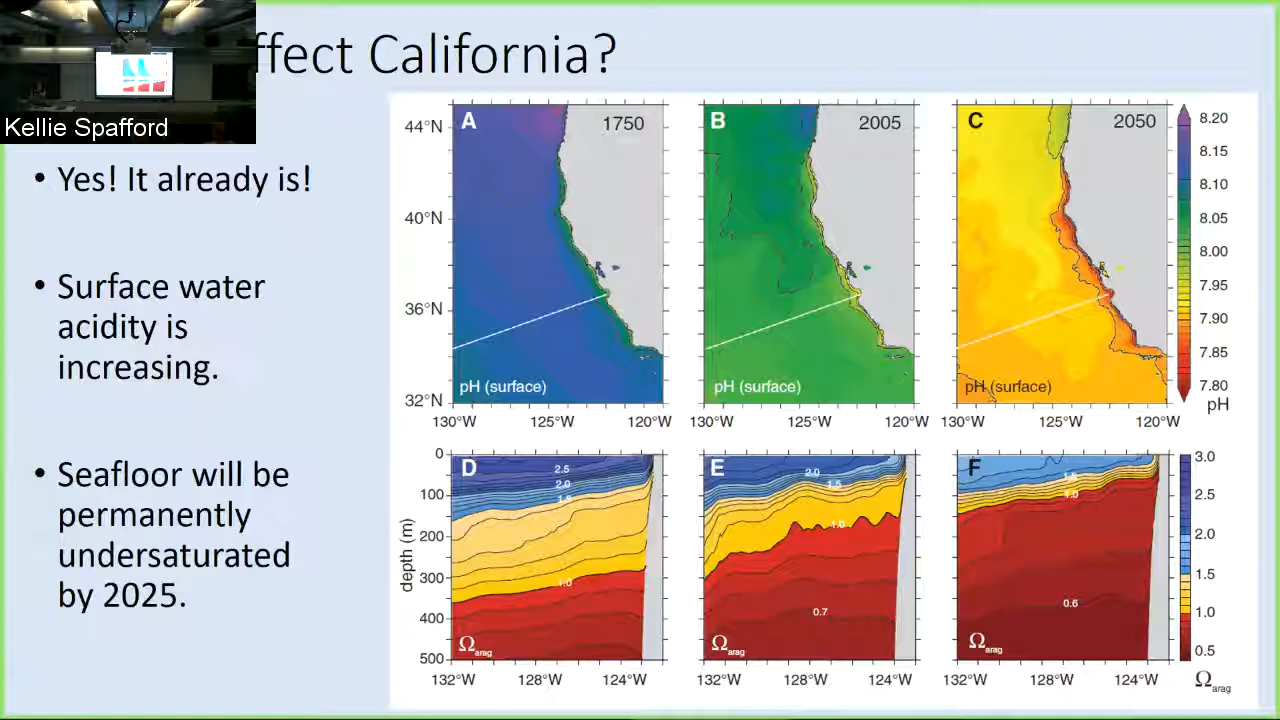 ffect California?
Kellie Spafford
• Yes! It already is!
• Surface water
acidity is
increasing.
• Seafloor will be
permanently
undersaturated
by 2025.
A 1750
B 2005
C 2050
44°N
40°N
36°N
32°N
pH (surface)
pH (surface)
pH (surface)
130°W 125°W 120°W
130°W 125°W 120°W
130°W 125°W 120°W
8.20
8.15
8.10
8.05
8.00
7.95
7.90
7.85
7.80
pH
D
2.5
2.0
1.5
1.0
Ωarag
E
2.0
1.5
1.0
0.7
Ωarag
F
1.5
1.0
0.6
Ωarag
0
100
200
300
400
500
depth (m)
132°W 128°W 124°W
132°W 128°W 124°W
132°W 128°W 124°W
3.0
2.5
2.0
1.5
1.0
0.5
Ωarag